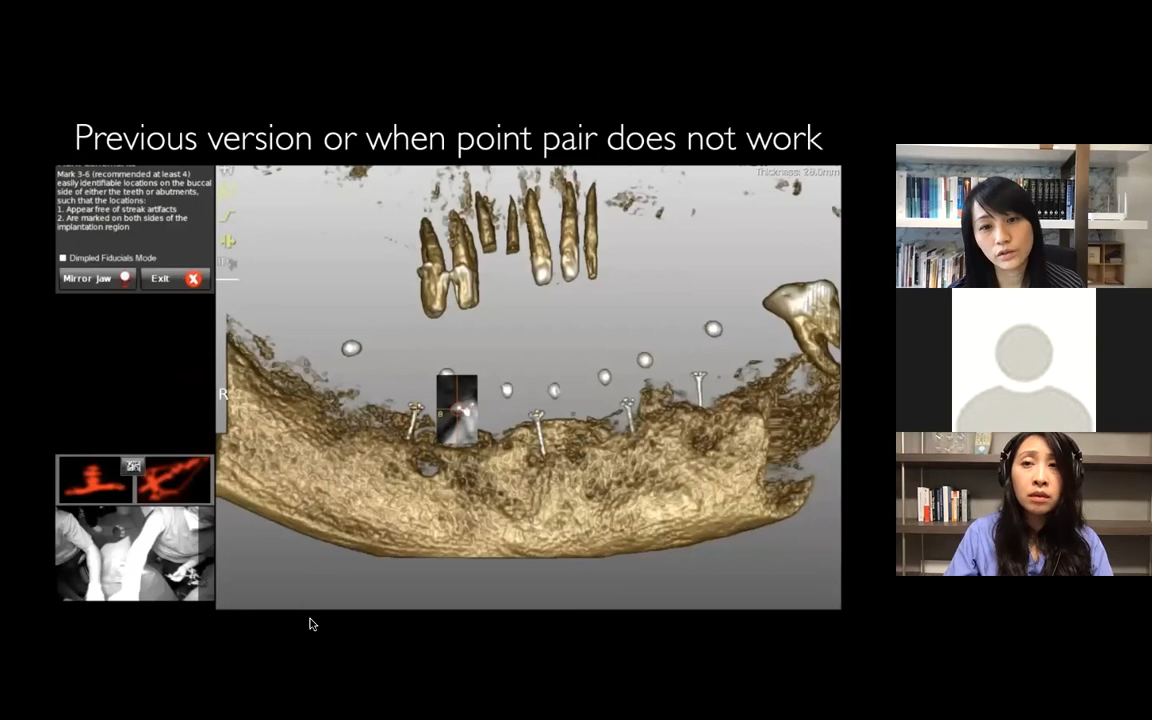 Previous version or when point pair does not work
Mark 3-6 (recommended at least 4)
easily identifiable locations on the buccal
side of either the teeth or abutments,
such that the locations:
1. Appear free of streak artifacts
2. Are marked on both sides of the
implantation region
Dimpled Fiducials Mode
Mirror Jaw
Exit
Thickness: 28.0mm
R
8